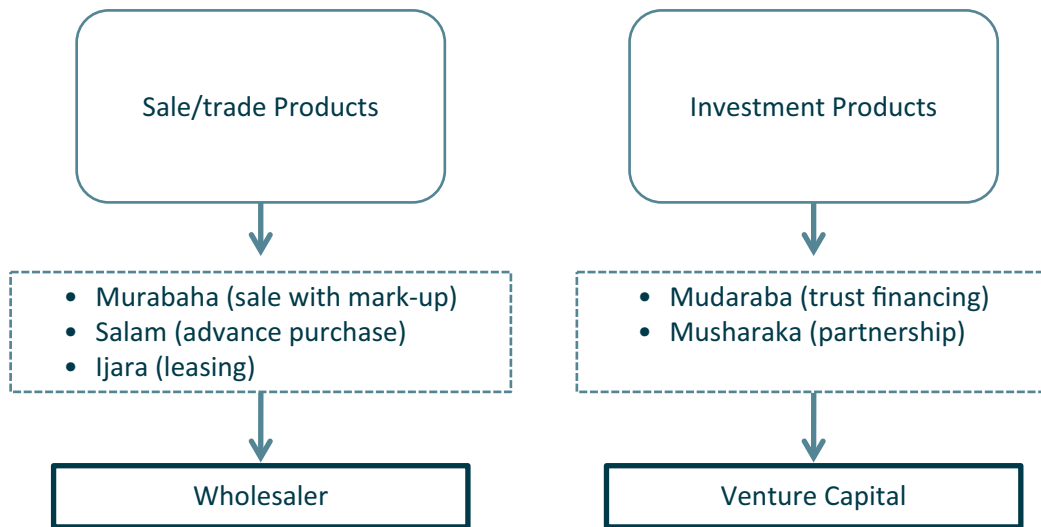 Sale/trade Products
Investment Products
• Murabaha (sale with mark-up)
• Salam (advance purchase)
• Ijara (leasing)
• Mudaraba (trust financing)
• Musharaka (partnership)
Wholesaler
Venture Capital